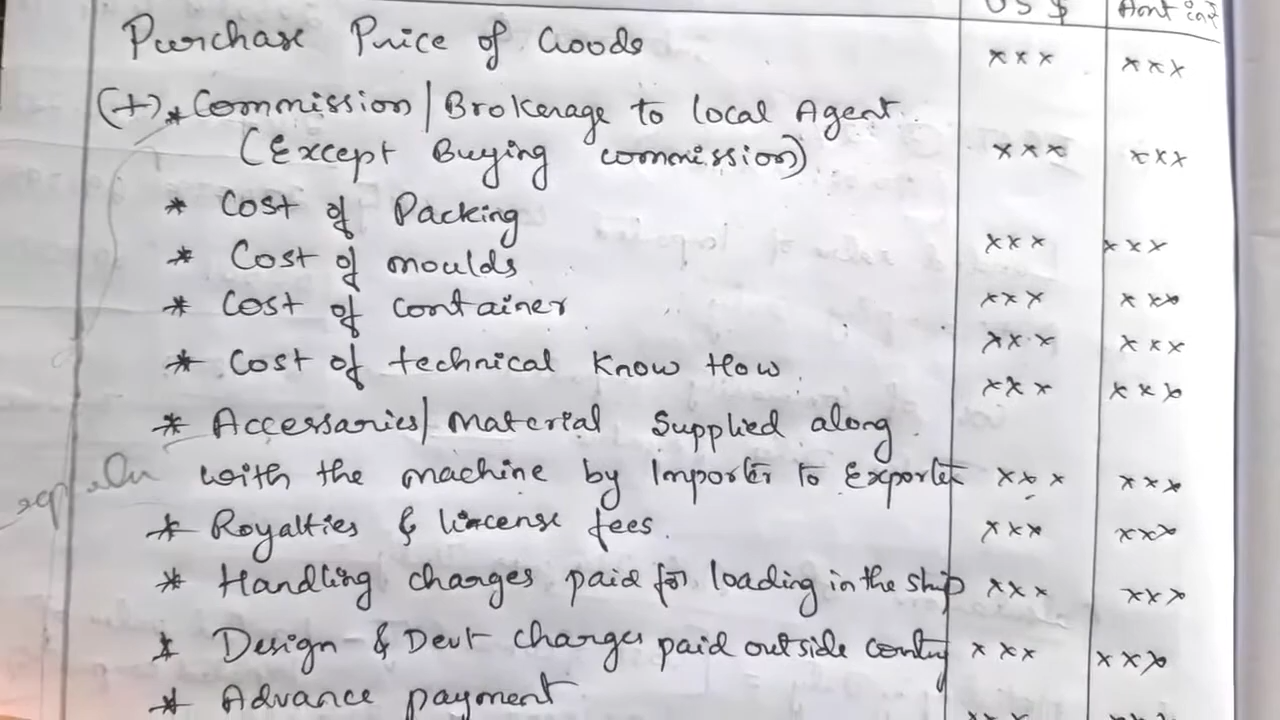 US $ Amt in ₹
Purchase Price of Goods xxx xxx
(+) * Commission/Brokerage to local Agent.
(Except Buying commission) xxx xxx
* Cost of Packing xxx xxx
* Cost of moulds xxx xxx
* Cost of container xxx xxx
* Cost of technical Know How. xxx xxx
* Accessaries/Material Supplied along
with the machine by Importer to Exporter xxx xxx
* Royalties & lincense fees. xxx xxx
* Handling charges paid for loading in the ship xxx xxx
* Design & Devt charges paid outside contry xxx xxx
* Advance payment